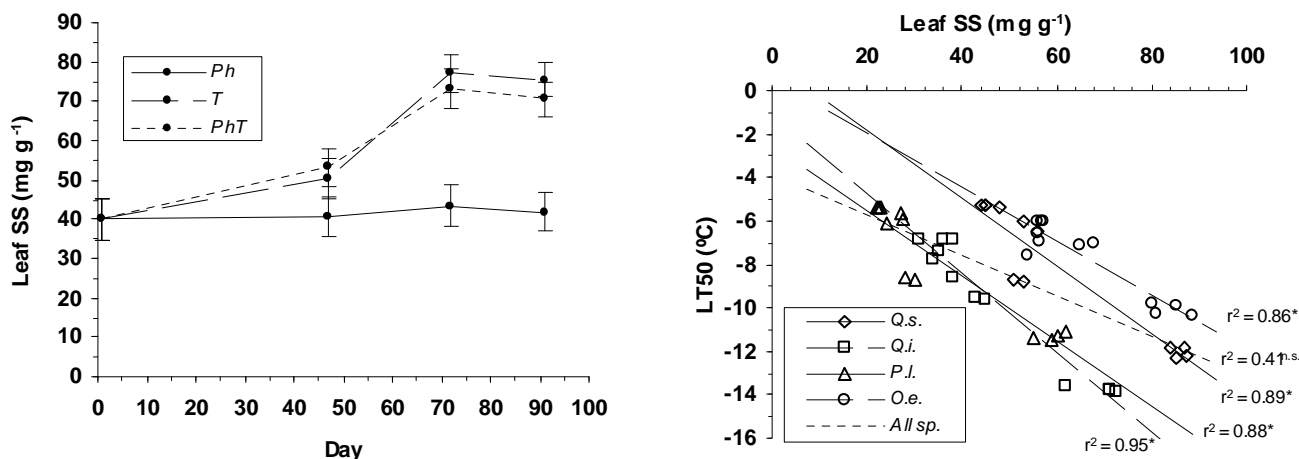 Leaf SS (mg g-1)
90
80
70
60
50
40
30
20
10
0
Ph
T
PhT
0 10 20 30 40 50 60 70 80 90 100
Day
Leaf SS (mg g-1)
0 20 40 60 80 100
LT50 (ºC)
0
-2
-4
-6
-8
-10
-12
-14
-16
Q.s.
Q.i.
P.l.
O.e.
All sp.
r2 = 0.86*
r2 = 0.41n.s.
r2 = 0.89*
r2 = 0.88*
r2 = 0.95*